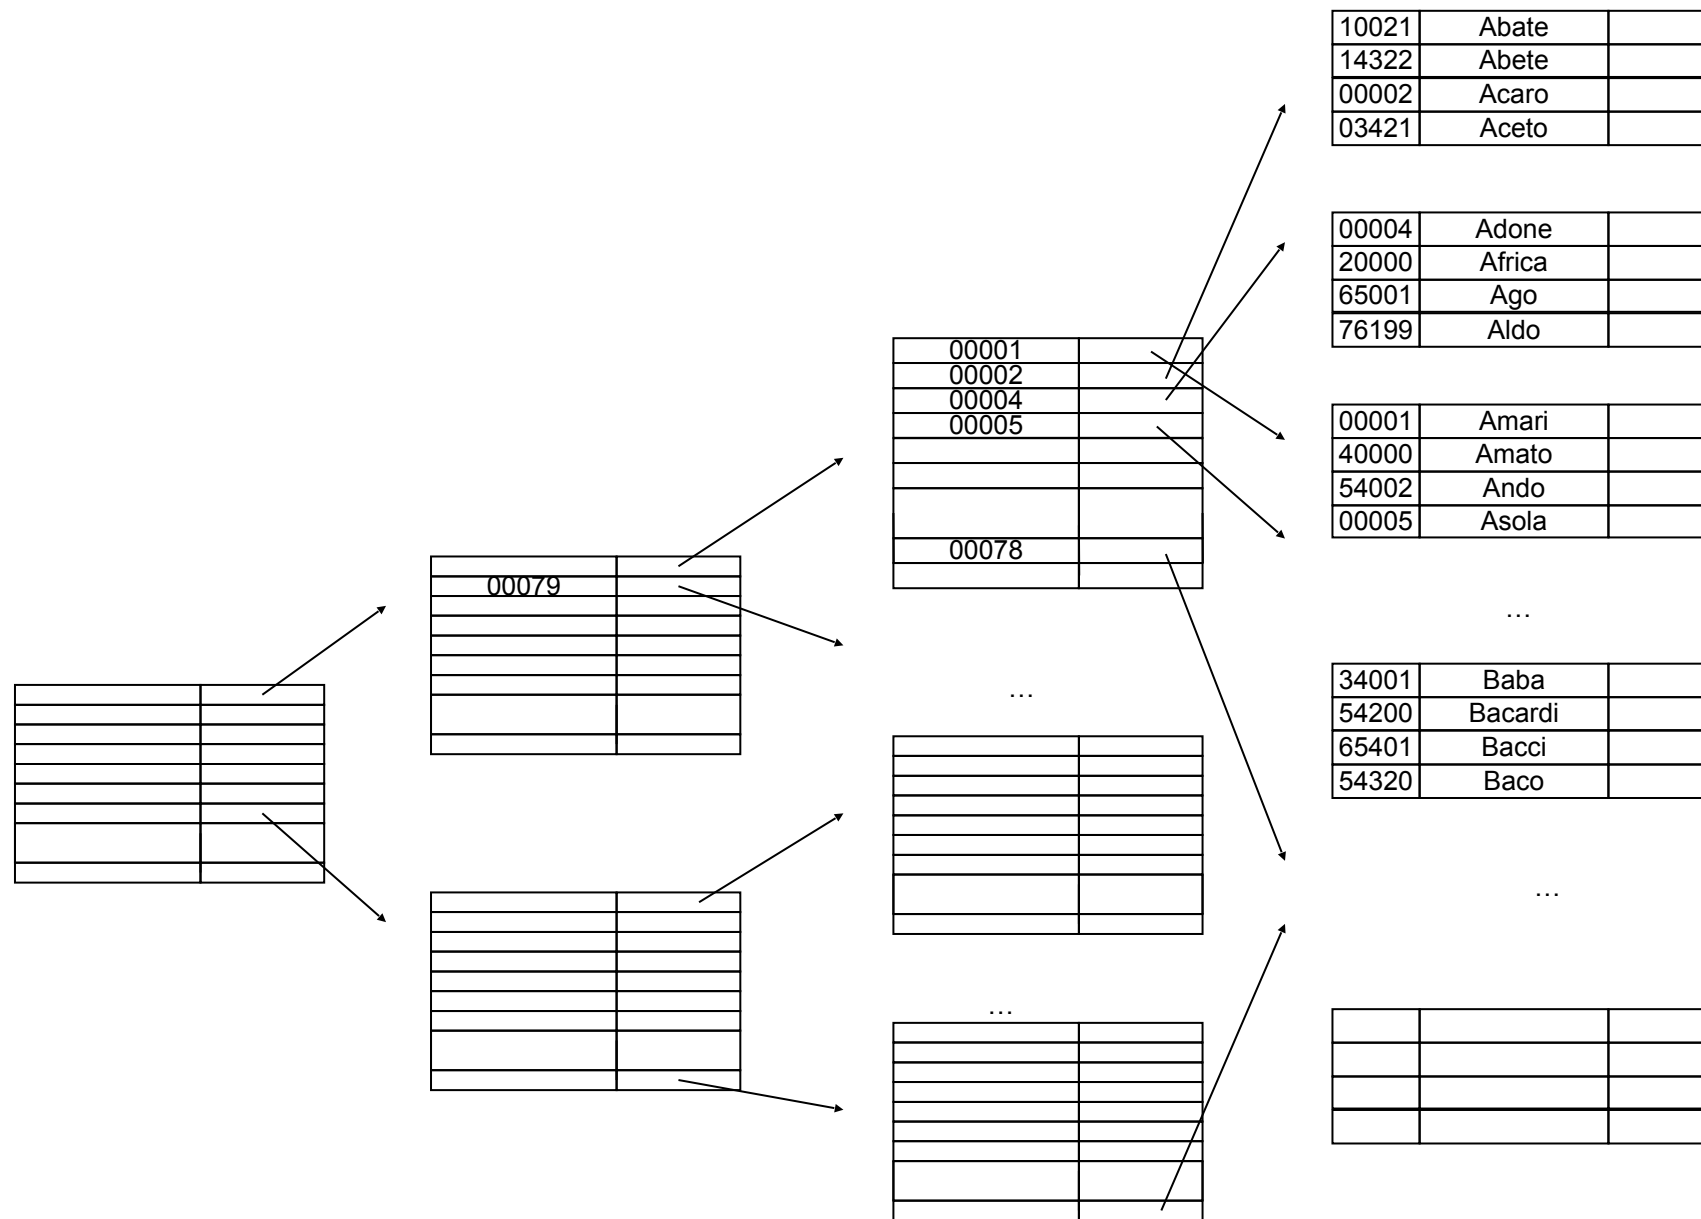 10021 Abate
14322 Abete
00002 Acaro
03421 Aceto
00004 Adone
20000 Africa
65001 Ago
76199 Aldo
00001
00002
00004
00005
00078
00001 Amari
40000 Amato
54002 Ando
00005 Asola
00079
...
...
34001 Baba
54200 Bacardi
65401 Bacci
54320 Baco
...
...